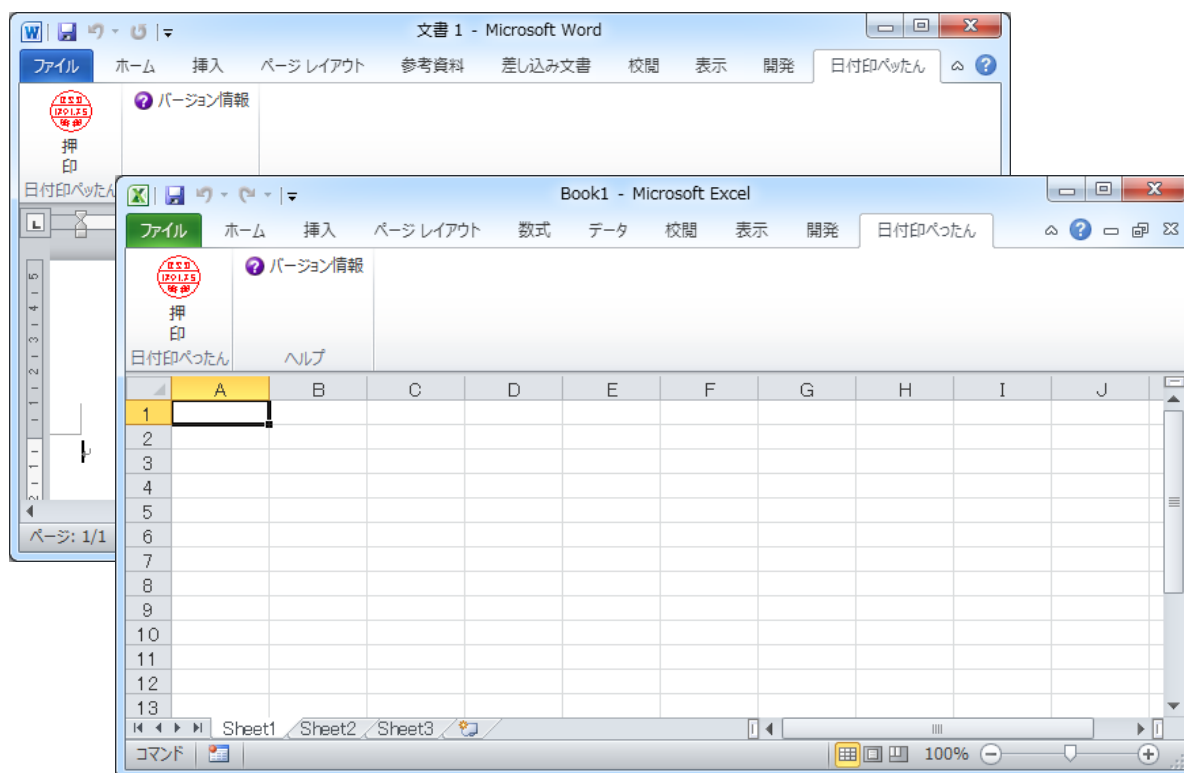 文書 1 - Microsoft Word
ファイル ホーム 挿入 ページ レイアウト 参考資料 差し込み文書 校閲 表示 開発 日付印ペッたん
バージョン情報
押
印
日付印ペッたん
ページ: 1/1
Book1 - Microsoft Excel
ファイル ホーム 挿入 ページ レイアウト 数式 データ 校閲 表示 開発 日付印ぺったん
バージョン情報
押
印
日付印ぺったん ヘルプ
A B C D E F G H I J
1
2
3
4
5
6
7
8
9
10
11
12
13
Sheet1 Sheet2 Sheet3
コマンド 100%